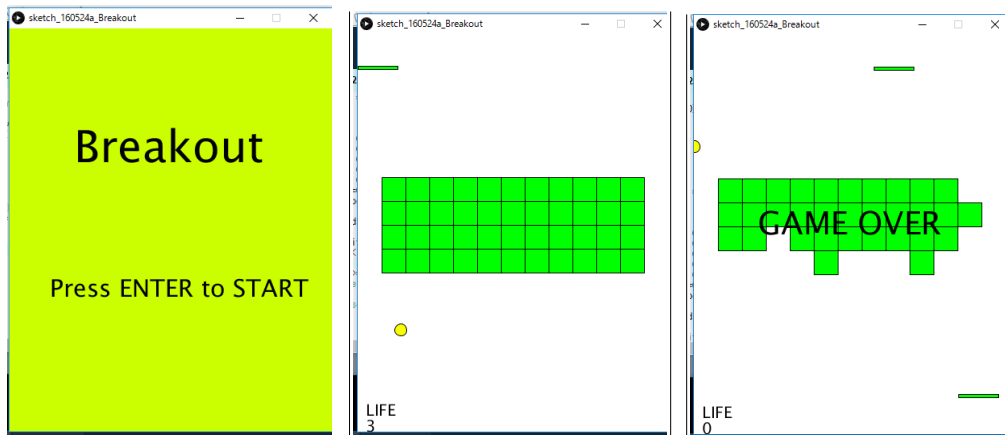 sketch_160524a_Breakout
Breakout
Press ENTER to START
sketch_160524a_Breakout
LIFE
3
sketch_160524a_Breakout
GAME OVER
LIFE
0